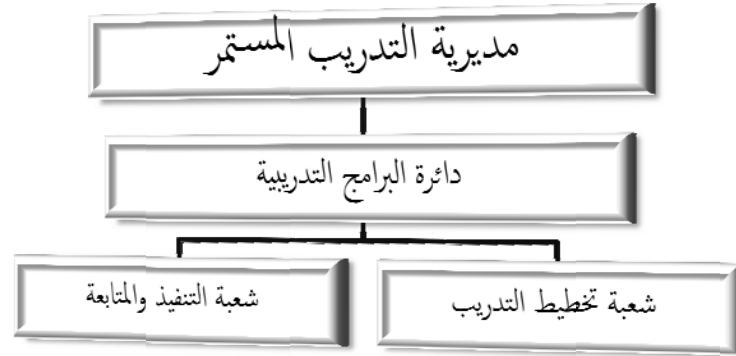 مديرية التدريب المستمر
دائرة البرامج التدريبية
شعبة تخطيط التدريب
شعبة التنفيذ والمتابعة